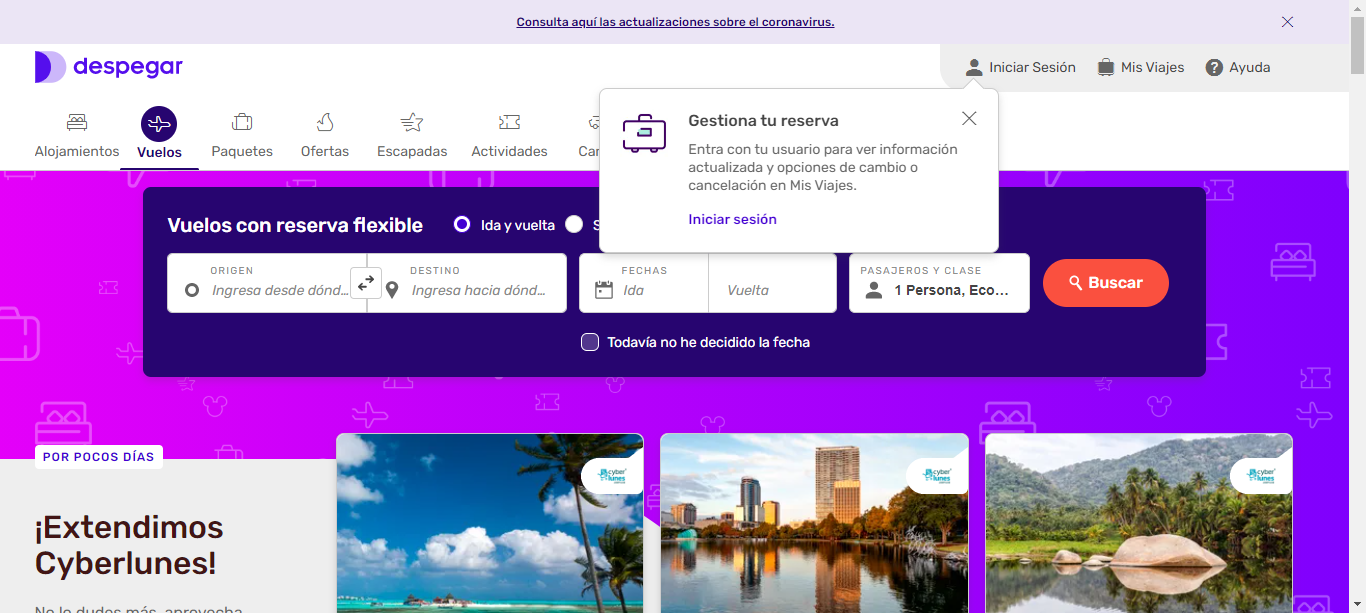 Consulta aquí las actualizaciones sobre el coronavirus.
despegar
Iniciar Sesión
Mis Viajes
Ayuda
Alojamientos
Vuelos
Paquetes
Ofertas
Escapadas
Actividades
Gestiona tu reserva
Entra con tu usuario para ver información
actualizada y opciones de cambio o
cancelación en Mis Viajes.
Iniciar sesión
Vuelos con reserva flexible
Ida y vuelta
ORIGEN
Ingresa desde dónd...
DESTINO
Ingresa hacia dónd...
FECHAS
Ida
Vuelta
PASAJEROS Y CLASE
1 Persona, Eco...
Buscar
Todavía no he decidido la fecha
POR POCOS DÍAS
¡Extendimos
Cyberlunes!
No lo dudes más, aprovecha
cyber
lunes
cyber
lunes
cyber
lunes